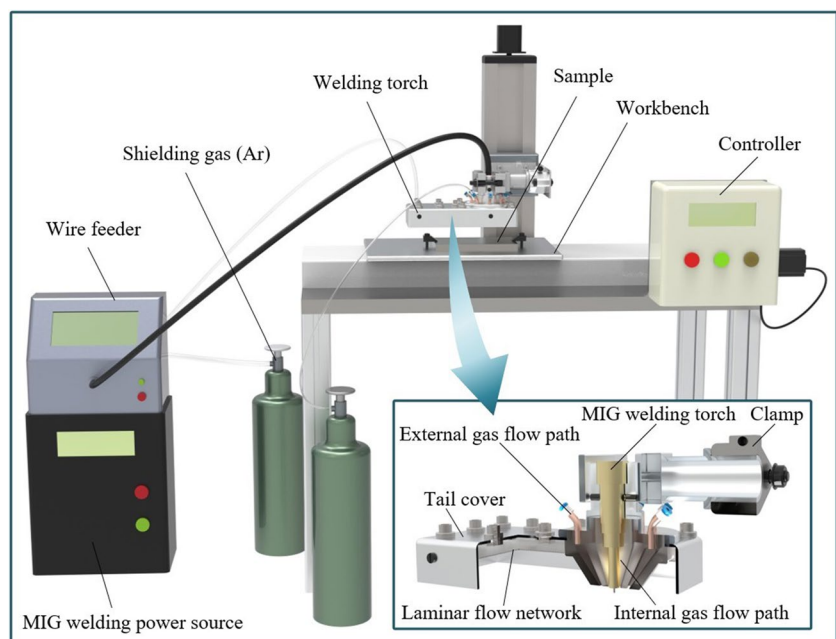 Welding torch
Sample
Workbench
Shielding gas (Ar)
Controller
Wire feeder
MIG welding torch
Clamp
External gas flow path
Tail cover
Laminar flow network
Internal gas flow path
MIG welding power source